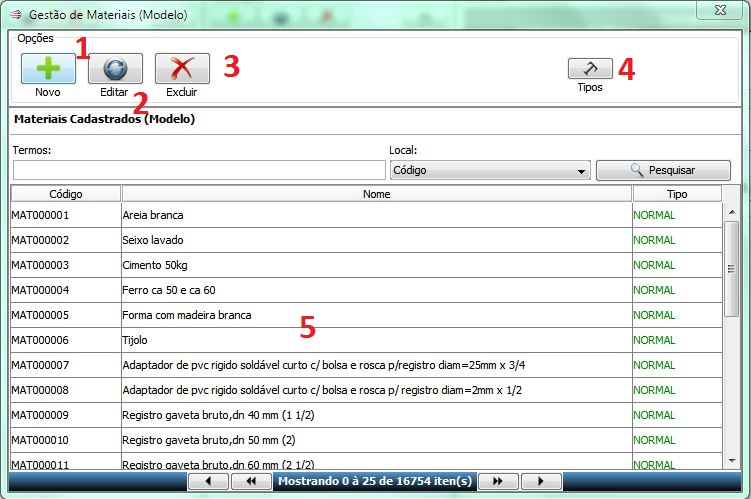 Gestão de Materiais (Modelo)
Opções
1
2
3
4
Novo
Editar
Excluir
Tipos
Materiais Cadastrados (Modelo)
Termos:
Local:
Código
Pesquisar
Código Nome Tipo
MAT000001 Areia branca NORMAL
MAT000002 Seixo lavado NORMAL
MAT000003 Cimento 50kg NORMAL
MAT000004 Ferro ca 50 e ca 60 NORMAL
MAT000005 Forma com madeira branca NORMAL
5
MAT000006 Tijolo NORMAL
MAT000007 Adaptador de pvc rigido soldável curto c/ bolsa e rosca p/registro diam=25mm x 3/4 NORMAL
MAT000008 Adaptador de pvc rigido soldável curto c/ bolsa e rosca p/ registro diam=2mm x 1/2 NORMAL
MAT000009 Registro gaveta bruto,dn 40 mm (1 1/2) NORMAL
MAT000010 Registro gaveta bruto,dn 50 mm (2) NORMAL
MAT000011 Registro gaveta bruto,dn 60 mm (2 1/2) NORMAL
Mostrando 0 à 25 de 16754 iten(s)